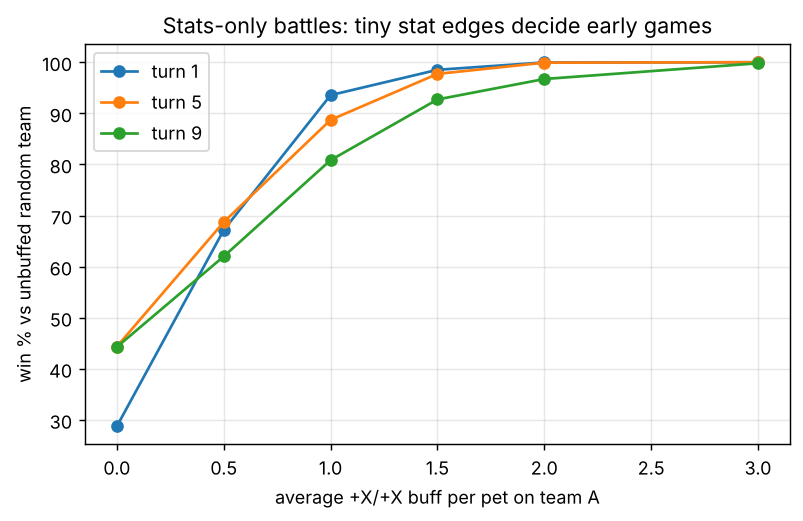 Stats-only battles: tiny stat edges decide early games
turn 1
turn 5
turn 9
win % vs unbuffed random team
100
90
80
70
60
50
40
30
0.0
0.5
1.0
1.5
2.0
2.5
3.0
average +X/+X buff per pet on team A